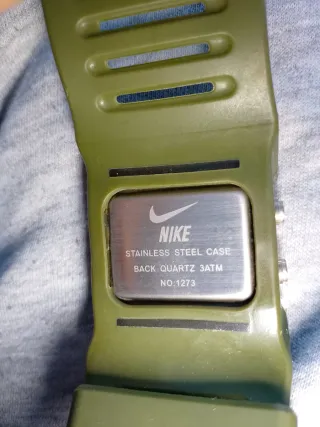 NIKE
STAINLESS STEEL CASE
BACK QUARTZ 3ATM
NO.1273